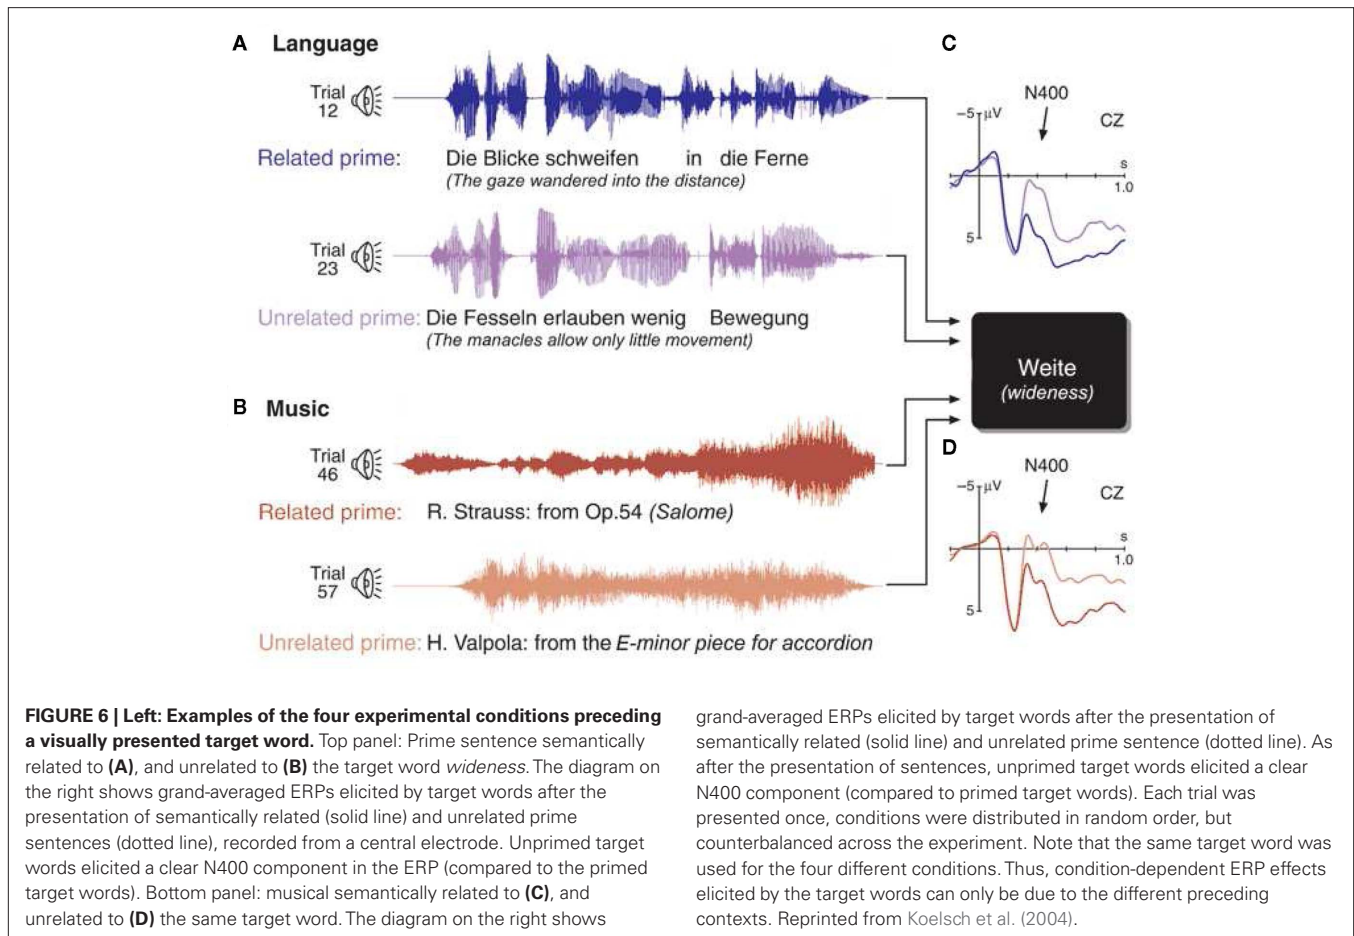 A Language
Trial
12
Related prime: Die Blicke schweifen in die Ferne
(The gaze wandered into the distance)
Trial
23
Unrelated prime: Die Fesseln erlauben wenig Bewegung
(The manacles allow only little movement)
B Music
Trial
46
Related prime: R. Strauss: from Op.54 (Salome)
Trial
57
Unrelated prime: H. Valpola: from the E-minor piece for accordion
C
N400
−5 µV
CZ
s
1.0
5
Weite
(wideness)
D
N400
−5 µV
CZ
s
1.0
5
FIGURE 6 | Left: Examples of the four experimental conditions preceding
a visually presented target word. Top panel: Prime sentence semantically
related to (A), and unrelated to (B) the target word wideness. The diagram on
the right shows grand-averaged ERPs elicited by target words after the
presentation of semantically related (solid line) and unrelated prime
sentences (dotted line), recorded from a central electrode. Unprimed target
words elicited a clear N400 component in the ERP (compared to the primed
target words). Bottom panel: musical semantically related to (C), and
unrelated to (D) the same target word. The diagram on the right shows
grand-averaged ERPs elicited by target words after the presentation of
semantically related (solid line) and unrelated prime sentence (dotted line). As
after the presentation of sentences, unprimed target words elicited a clear
N400 component (compared to primed target words). Each trial was
presented once, conditions were distributed in random order, but
counterbalanced across the experiment. Note that the same target word was
used for the four different conditions. Thus, condition-dependent ERP effects
elicited by the target words can only be due to the different preceding
contexts. Reprinted from Koelsch et al. (2004).